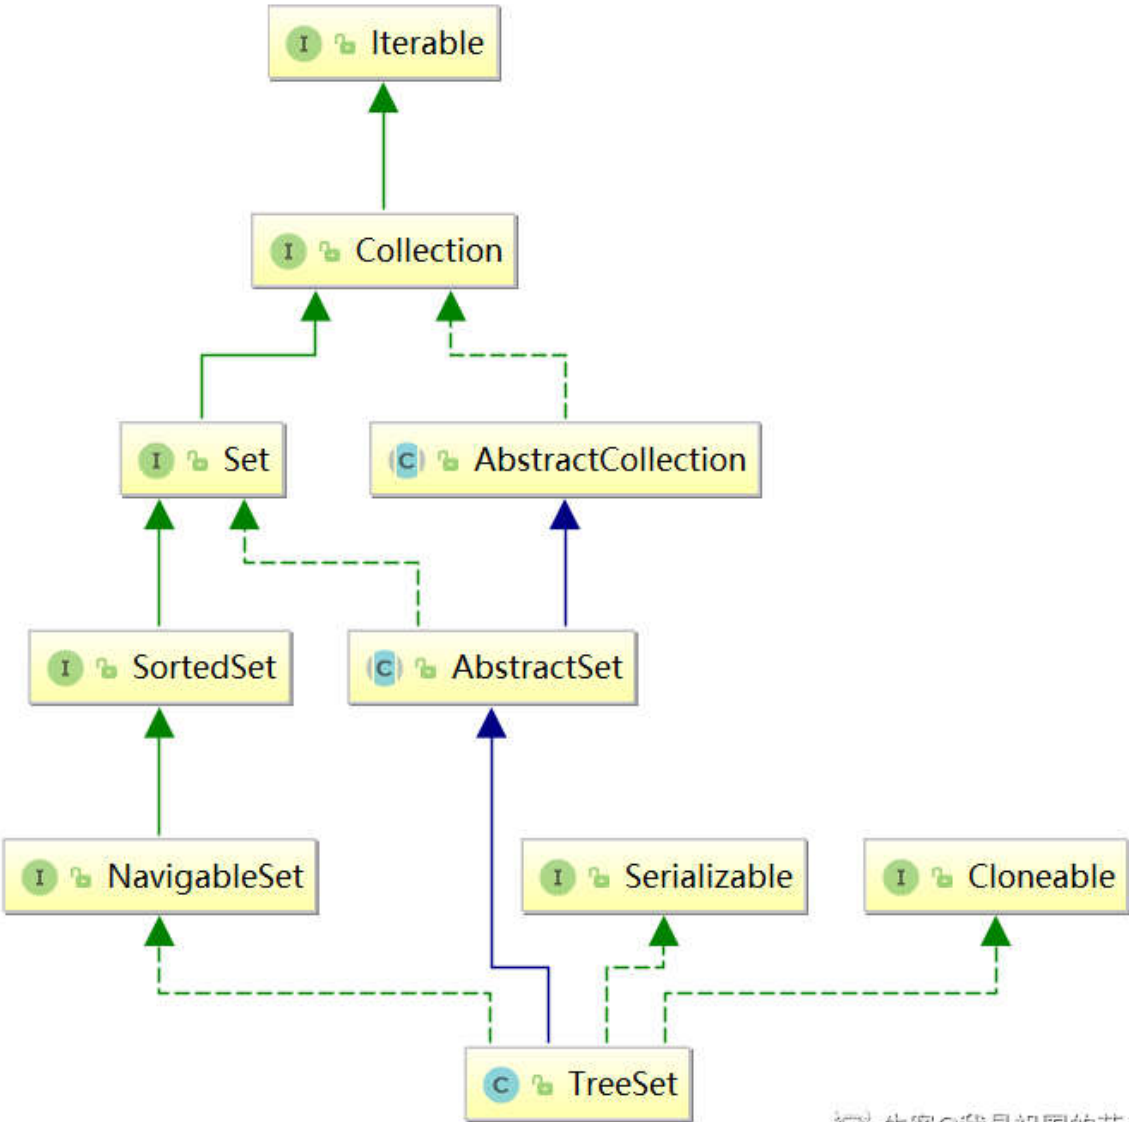 I Iterable
I Collection
I Set
C AbstractCollection
I SortedSet
C AbstractSet
I NavigableSet
I Serializable
I Cloneable
C TreeSet